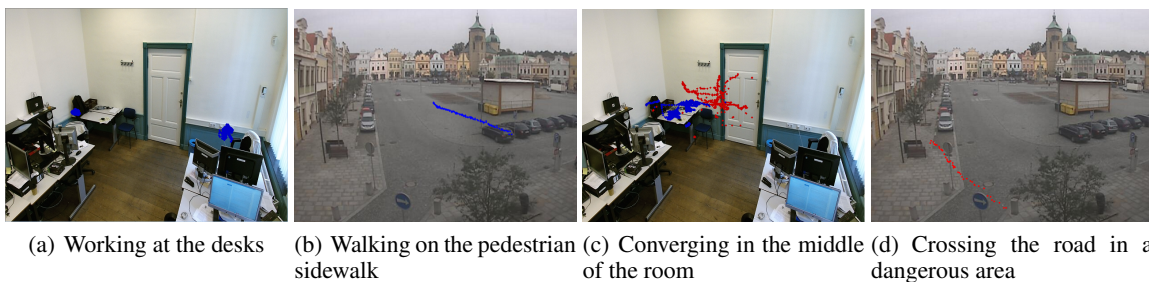 (a) Working at the desks
(b) Walking on the pedestrian
sidewalk
(c) Converging in the middle
of the room
(d) Crossing the road in a
dangerous area